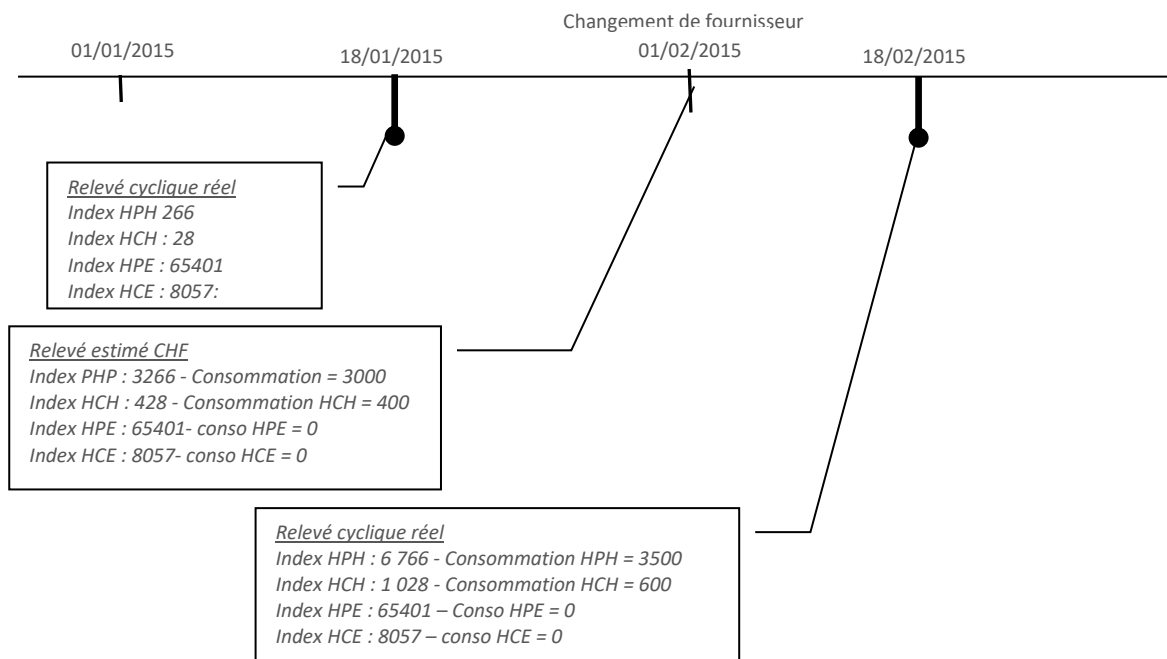 Changement de fournisseur
01/01/2015
18/01/2015
01/02/2015
18/02/2015
Relevé cyclique réel
Index HPH 266
Index HCH : 28
Index HPE : 65401
Index HCE : 8057:
Relevé estimé CHF
Index PHP : 3266 - Consommation = 3000
Index HCH : 428 - Consommation HCH = 400
Index HPE : 65401- conso HPE = 0
Index HCE : 8057- conso HCE = 0
Relevé cyclique réel
Index HPH : 6 766 - Consommation HPH = 3500
Index HCH : 1 028 - Consommation HCH = 600
Index HPE : 65401 – Conso HPE = 0
Index HCE : 8057 – conso HCE = 0